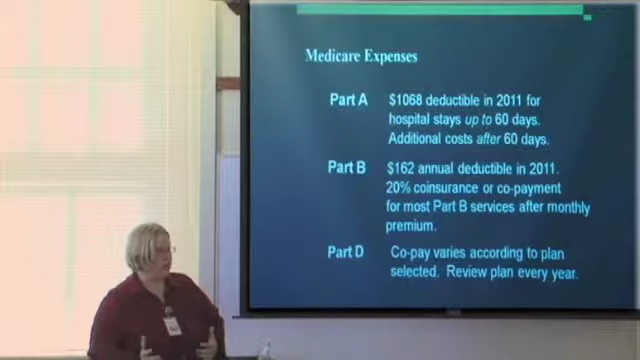 Medicare Expenses
Part A $1068 deductible in 2011 for
hospital stays up to 60 days.
Additional costs after 60 days.
Part B $162 annual deductible in 2011.
20% coinsurance or co-payment
for most Part B services after monthly
premium.
Part D Co-pay varies according to plan
selected. Review plan every year.